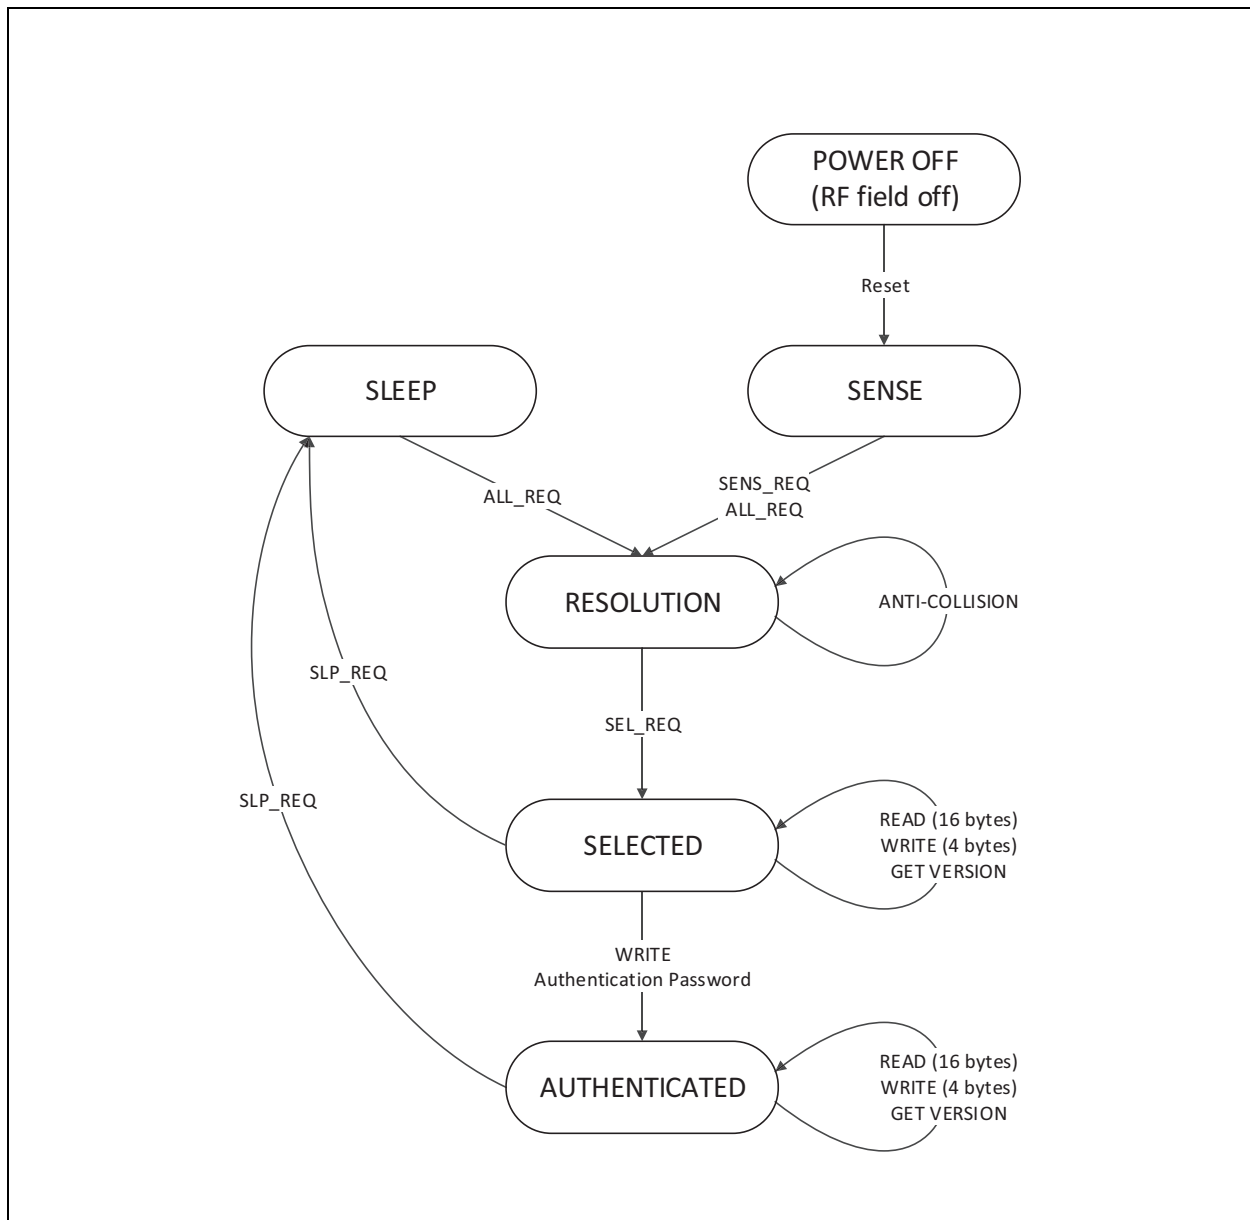 POWER OFF
(RF field off)
Reset
SLEEP
SENSE
ALL_REQ
SENS_REQ
ALL_REQ
RESOLUTION
ANTI-COLLISION
SLP_REQ
SEL_REQ
SLP_REQ
SELECTED
READ (16 bytes)
WRITE (4 bytes)
GET VERSION
WRITE
Authentication Password
AUTHENTICATED
READ (16 bytes)
WRITE (4 bytes)
GET VERSION